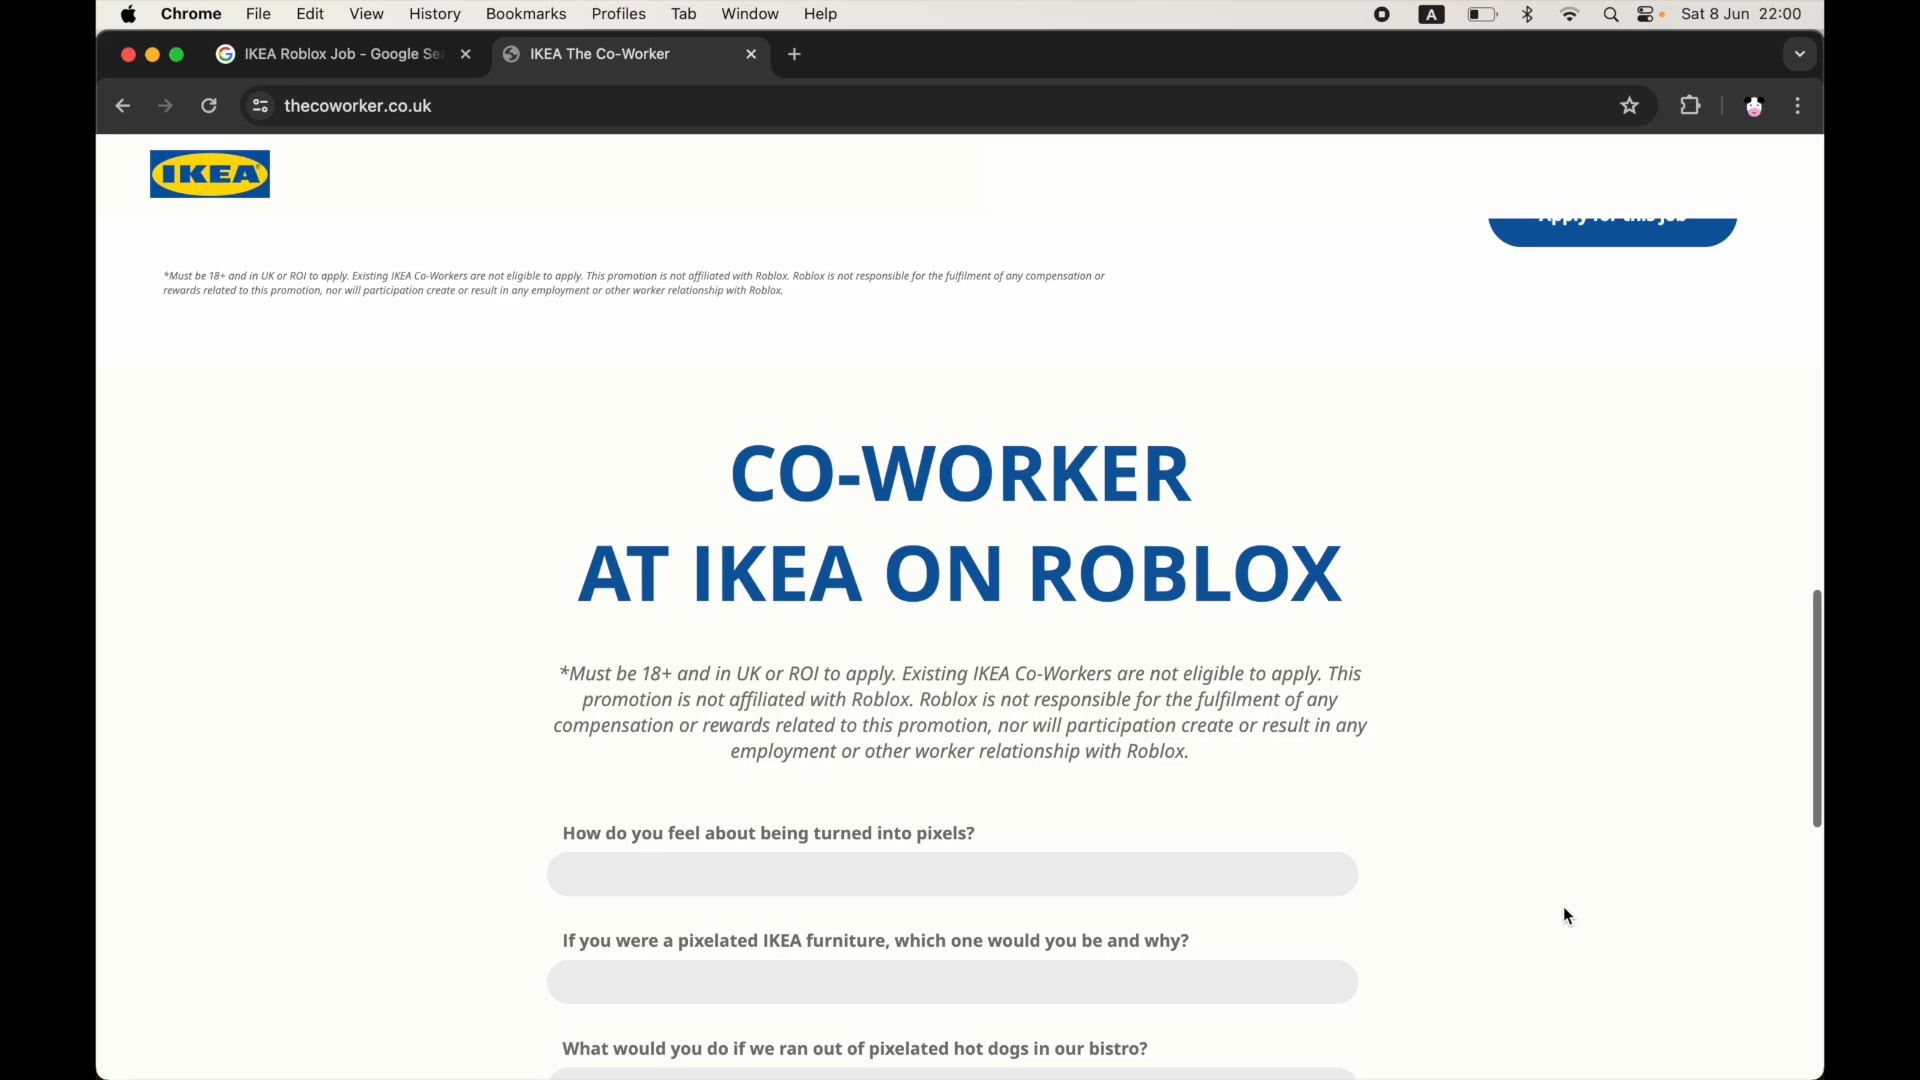 Chrome File Edit View History Bookmarks Profiles Tab Window Help A Sat 8 Jun 22:00
IKEA Roblox Job - Google Se
IKEA The Co-Worker
thecoworker.co.uk
IKEA
Apply for this job
*Must be 18+ and in UK or ROI to apply. Existing IKEA Co-Workers are not eligible to apply. This promotion is not affiliated with Roblox. Roblox is not responsible for the fulfilment of any compensation or
rewards related to this promotion, nor will participation create or result in any employment or other worker relationship with Roblox.
CO-WORKER
AT IKEA ON ROBLOX
*Must be 18+ and in UK or ROI to apply. Existing IKEA Co-Workers are not eligible to apply. This
promotion is not affiliated with Roblox. Roblox is not responsible for the fulfilment of any
compensation or rewards related to this promotion, nor will participation create or result in any
employment or other worker relationship with Roblox.
How do you feel about being turned into pixels?
If you were a pixelated IKEA furniture, which one would you be and why?
What would you do if we ran out of pixelated hot dogs in our bistro?